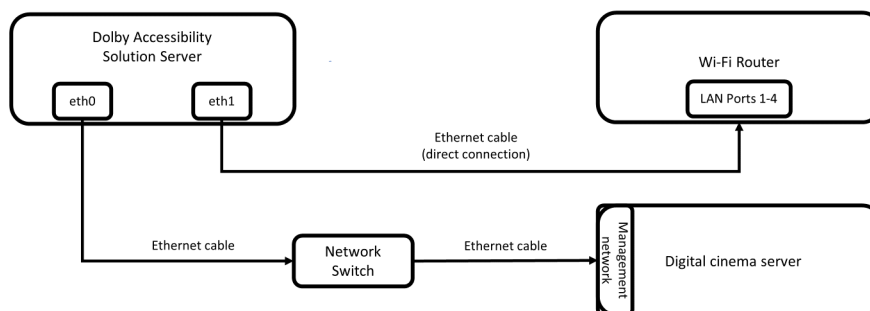 Dolby Accessibility
Solution Server
eth0
eth1
Wi-Fi Router
LAN Ports 1-4
Ethernet cable
(direct connection)
Ethernet cable
Network
Switch
Ethernet cable
Management
network
Digital cinema server